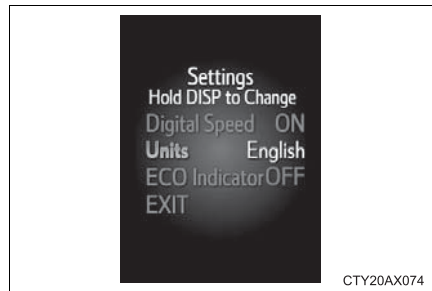 Settings
Hold DISP to Change
Digital Speed ON
Units English
ECO Indicator OFF
EXIT
CTY20AX074